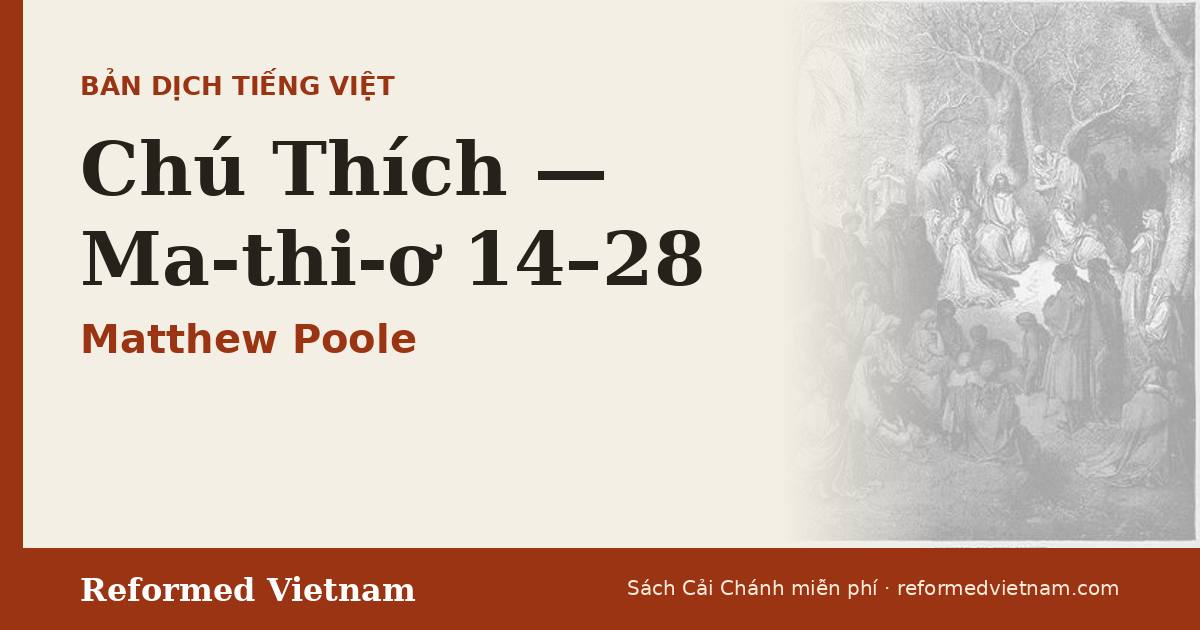 BẢN DỊCH TIẾNG VIỆT
Chú Thích —
Ma-thi-ơ 14–28
Matthew Poole
Reformed Vietnam
Sách Cải Chánh miễn phí · reformedvietnam.com